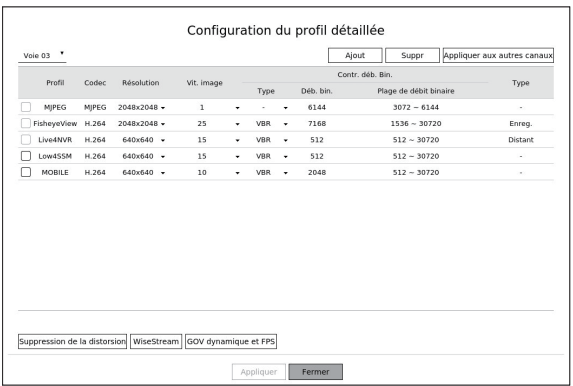 Configuration du profil détaillée
Voie 03 Ajout Suppr Appliquer aux autres canaux
Profil Codec Résolution Vit. image Contr. déb. Bin. Type
Type Déb. bin. Plage de débit binaire
MJPEG MJPEG 2048x2048 1 - 6144 3072 ~ 6144 -
FisheyeView H.264 2048x2048 25 VBR 7168 1536 ~ 30720 Enreg.
Live4NVR H.264 640x640 15 VBR 512 512 ~ 30720 Distant
Low4SSM H.264 640x640 15 VBR 512 512 ~ 30720 -
MOBILE H.264 640x640 10 VBR 2048 512 ~ 30720 -
Suppression de la distorsion WiseStream GOV dynamique et FPS
Appliquer Fermer